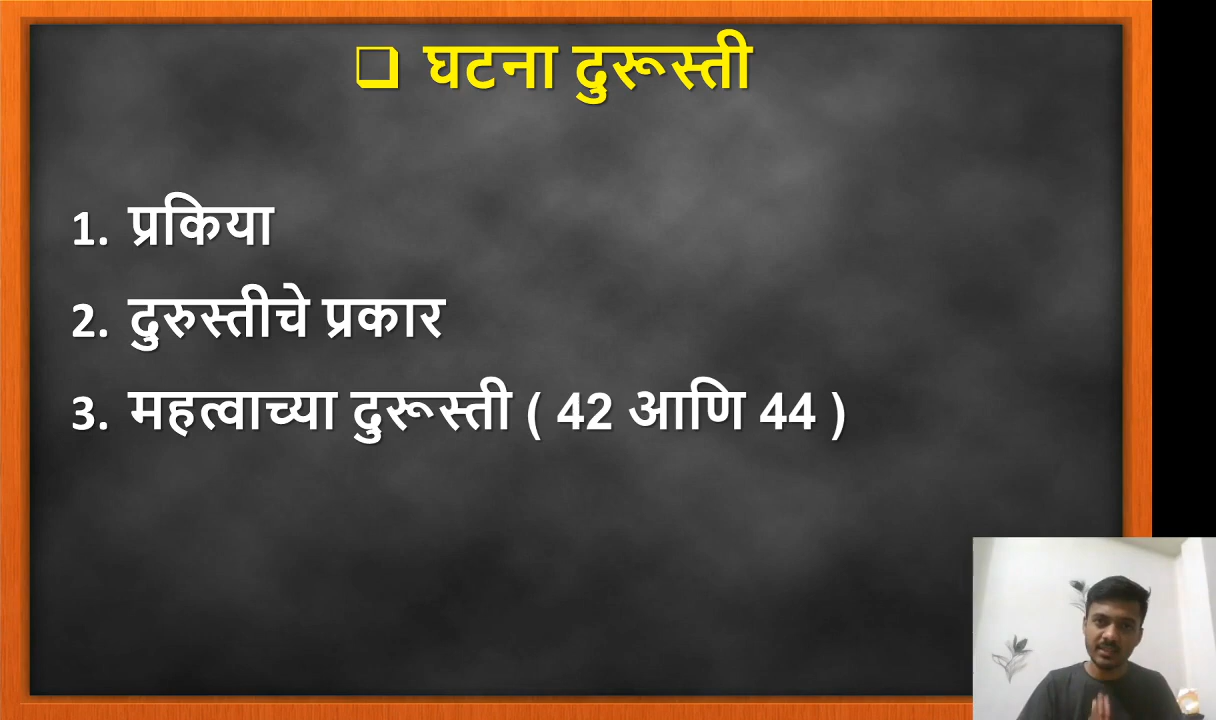 ❑ घटना दुरूस्ती
1. प्रकिया
2. दुरुस्तीचे प्रकार
3. महत्वाच्या दुरूस्ती ( 42 आणि 44 )